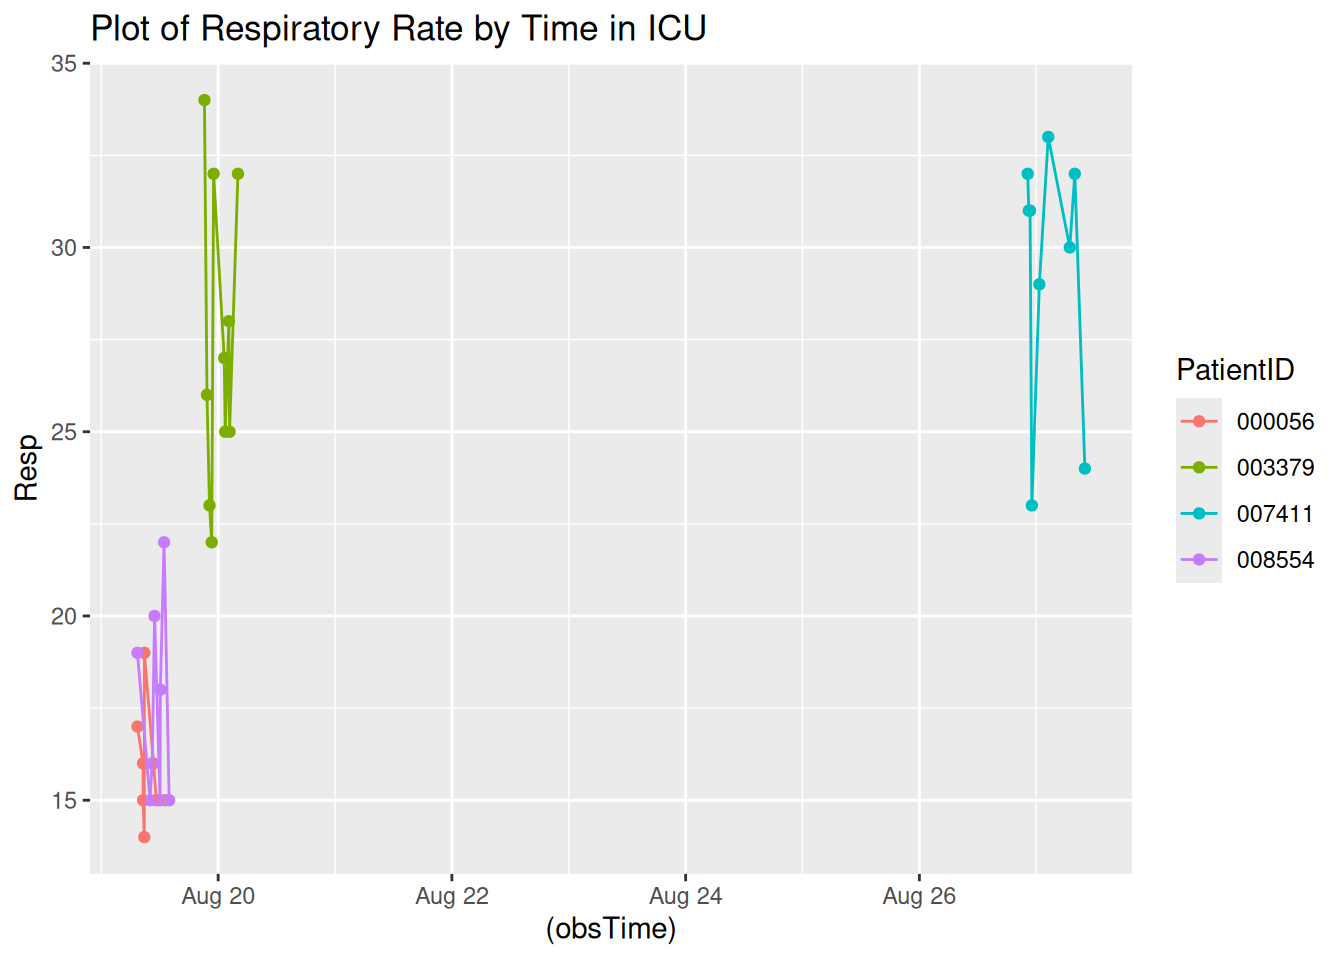 Plot of Respiratory Rate by Time in ICU
35
30
25
20
15
Resp
Aug 20
Aug 22
Aug 24
Aug 26
(obsTime)
PatientID
000056
003379
007411
008554